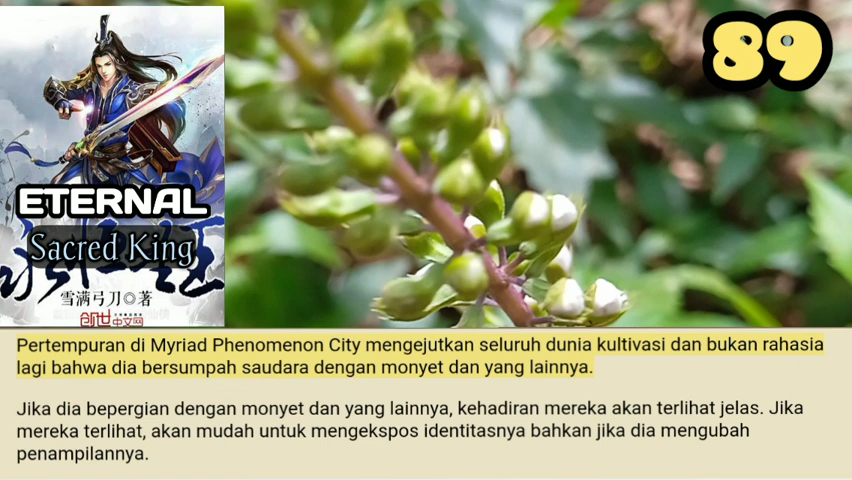 89
ETERNAL
Sacred King
雪满弓刀◎著
创世中文网
Pertempuran di Myriad Phenomenon City mengejutkan seluruh dunia kultivasi dan bukan rahasia
lagi bahwa dia bersumpah saudara dengan monyet dan yang lainnya.
Jika dia bepergian dengan monyet dan yang lainnya, kehadiran mereka akan terlihat jelas. Jika
mereka terlihat, akan mudah untuk mengekspos identitasnya bahkan jika dia mengubah
penampilannya.